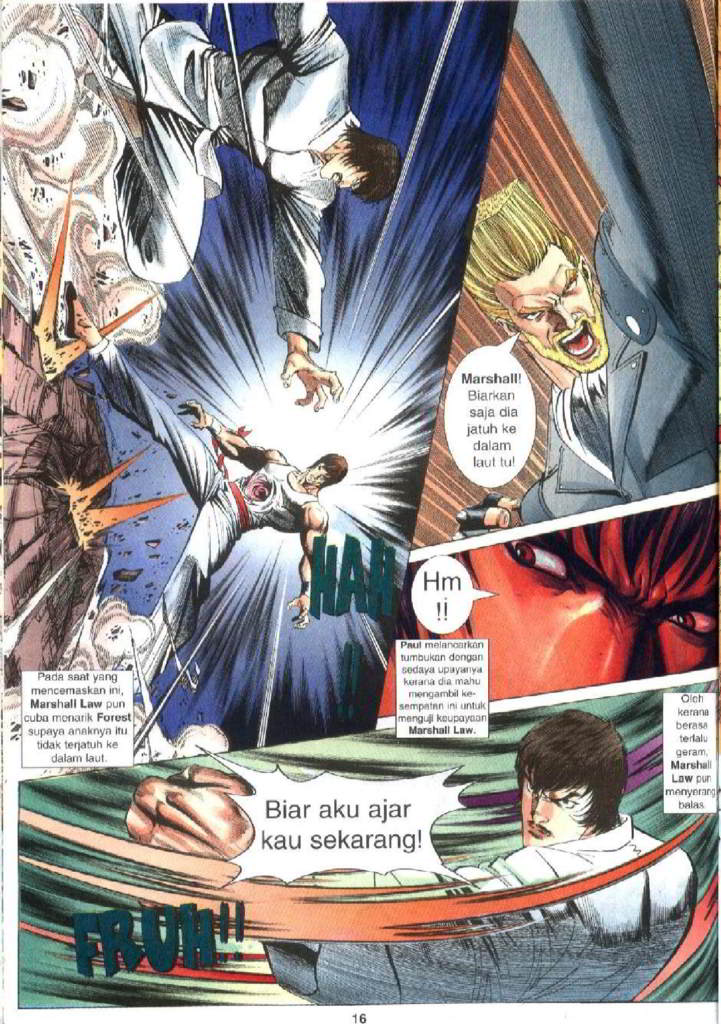 Marshall!
Biarkan
saja dia
jatuh ke
dalam
laut tu!
HAH
!!
Pada saat yang
mencemaskan ini,
Marshall Law pun
cuba menarik Forest
supaya anaknya itu
tidak terjatuh ke
dalam laut.
Hm
!!
Paul melancarkan
tumbukan dengan
sedaya upayanya
kerana dia mahu
mengambil ke-
sempatan ini untuk
menguji keupayaan
Marshall Law.
Oleh
kerana
berasa
terlalu
geram,
Marshall
Law pun
menyerang
balas.
Biar aku ajar
kau sekarang!
FRUH!!
16